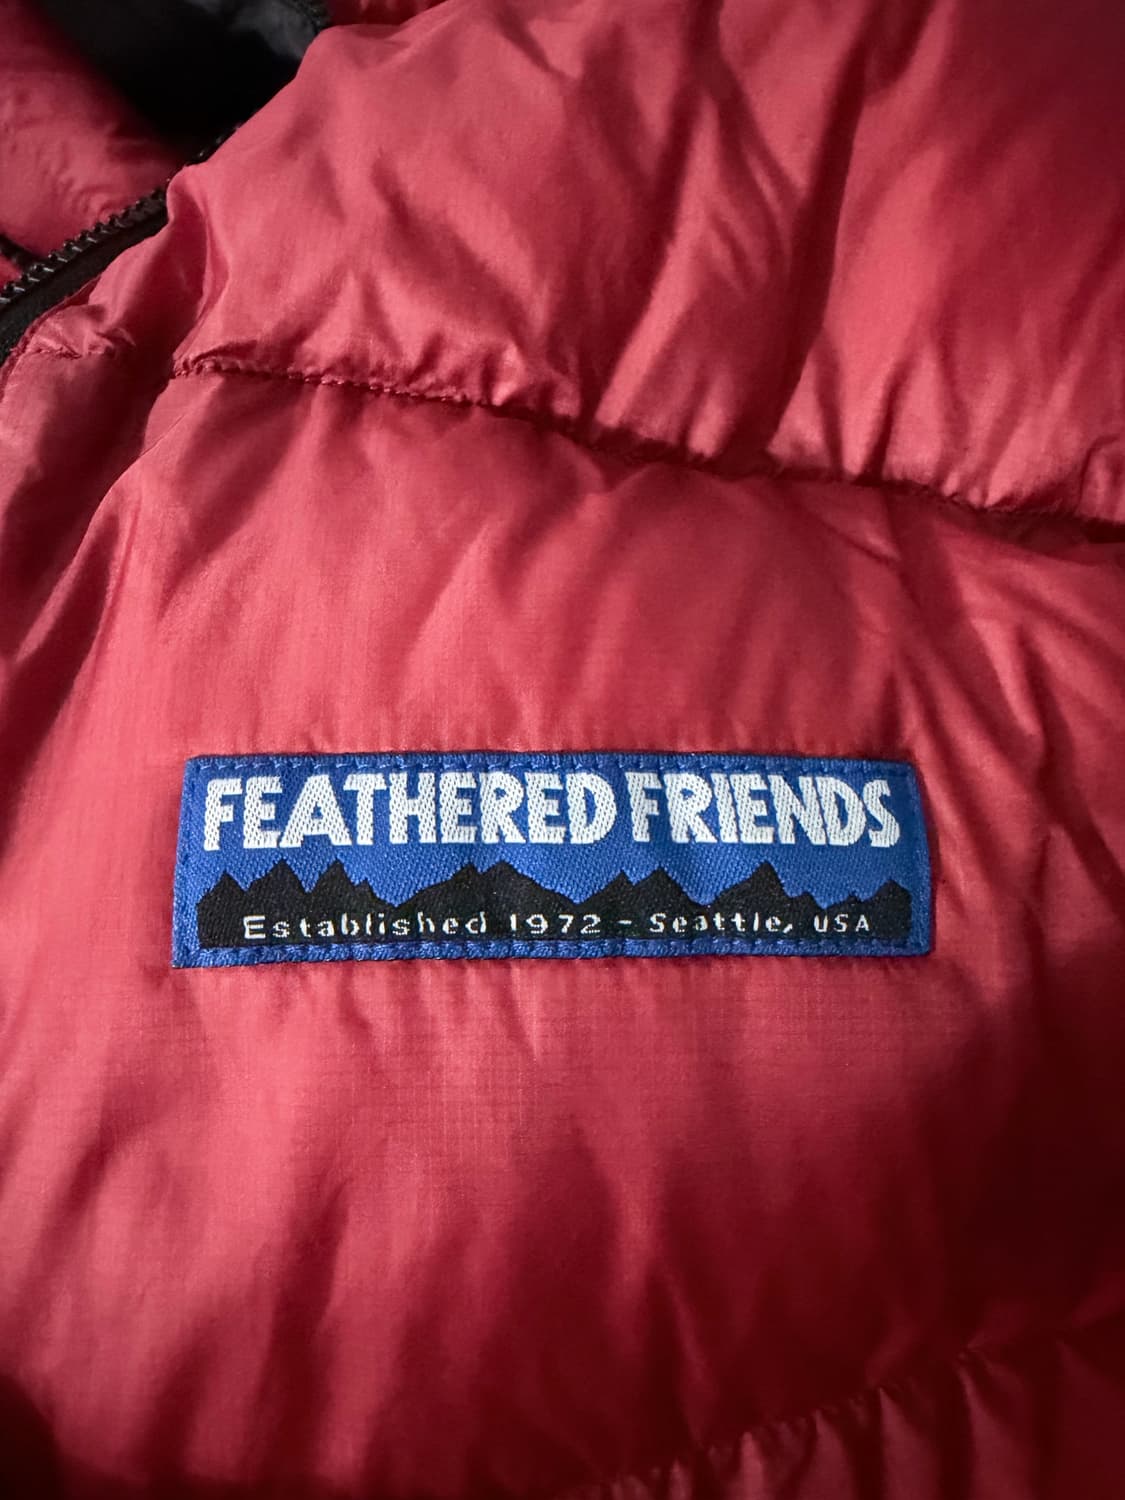 FEATHERED FRIENDS
Established 1972 - Seattle, USA